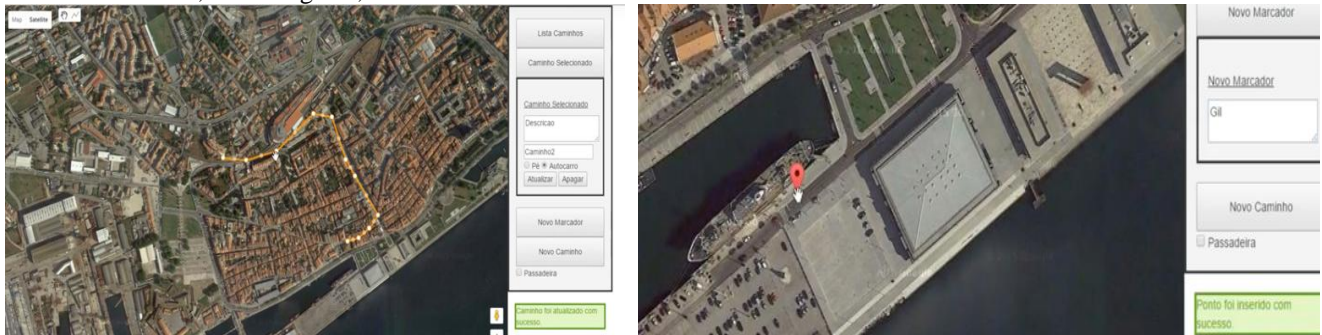 Map Satelite
Lista Caminhos
Caminho Selecionado
Caminho Selecionado
Descricao
Caminho2
Pé Autocarro
Atualizar Apagar
Novo Marcador
Novo Caminho
Passadeira
Caminho foi atualizado com
sucesso.
Novo Marcador
Novo Marcador
Gil
Novo Caminho
Passadeira
Ponto foi inserido com
sucesso.